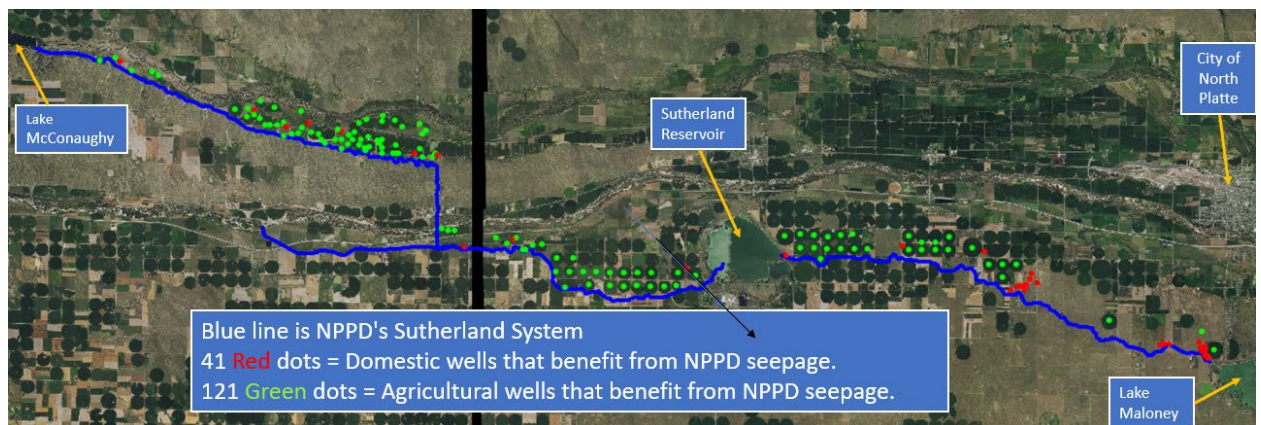 Lake
McConaughy
Sutherland
Reservoir
City of
North
Platte
Blue line is NPPD's Sutherland System
41 Red dots = Domestic wells that benefit from NPPD seepage.
121 Green dots = Agricultural wells that benefit from NPPD seepage.
Lake
Maloney